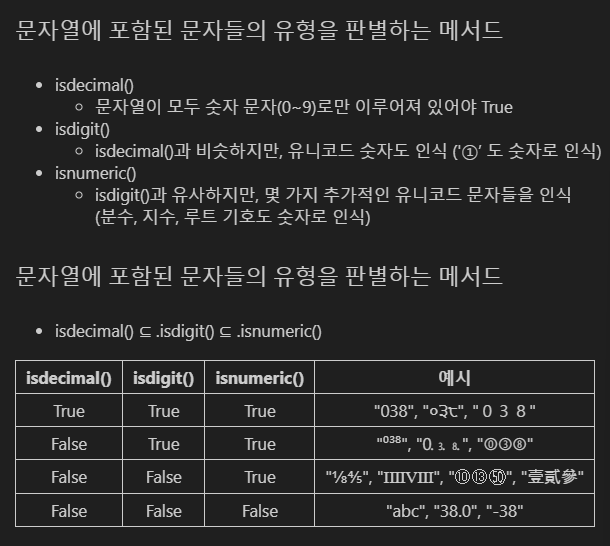 문자열에 포함된 문자들의 유형을 판별하는 메서드
• isdecimal()
◦ 문자열이 모두 숫자 문자(0~9)로만 이루어져 있어야 True
• isdigit()
◦ isdecimal()과 비슷하지만, 유니코드 숫자도 인식 ('①’ 도 숫자로 인식)
• isnumeric()
◦ isdigit()과 유사하지만, 몇 가지 추가적인 유니코드 문자들을 인식
(분수, 지수, 루트 기호도 숫자로 인식)
문자열에 포함된 문자들의 유형을 판별하는 메서드
• isdecimal() ⊆ .isdigit() ⊆ .isnumeric()
isdecimal() isdigit() isnumeric() 예시
True True True "038", "०३८", "０３８"
False True True "⁰³⁸", "🄀⒊⒏", "⓪③⑧"
False False True "⅛⅘", "ⅠⅢⅧ", "⑩⑬㊿", "壹貳參"
False False False "abc", "38.0", "-38"